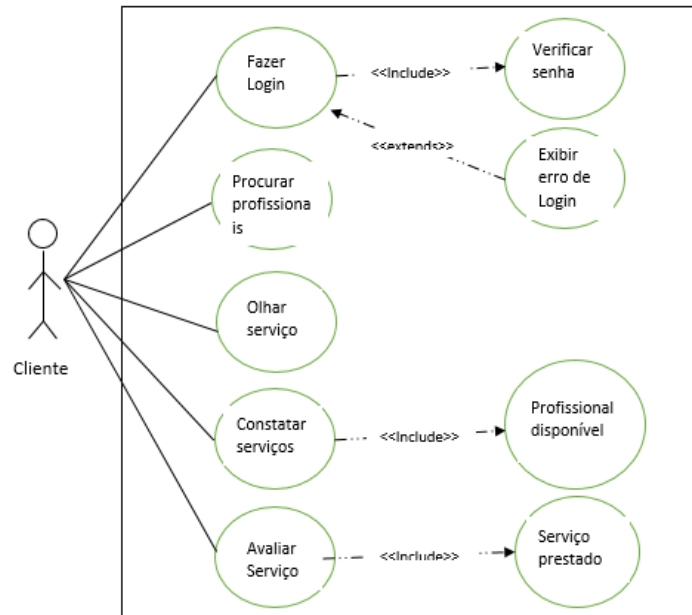 Fazer
Login
<<Include>>
Verificar
senha
<<extends>>
Exibir
erro de
Login
Procurar
profissiona
is
Olhar
serviço
Cliente
Constatar
serviços
<<Include>>
Profissional
disponível
Avaliar
Serviço
<<Include>>
Serviço
prestado